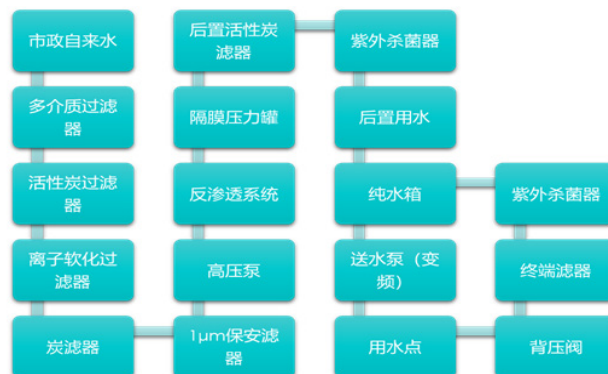 市政自来水
多介质过滤
器
活性炭过滤
器
离子软化过
滤器
炭滤器
1μm保安滤
器
高压泵
反渗透系统
隔膜压力罐
后置活性炭
滤器
紫外杀菌器
后置用水
纯水箱
送水泵（变
频）
用水点
背压阀
终端滤器
紫外杀菌器